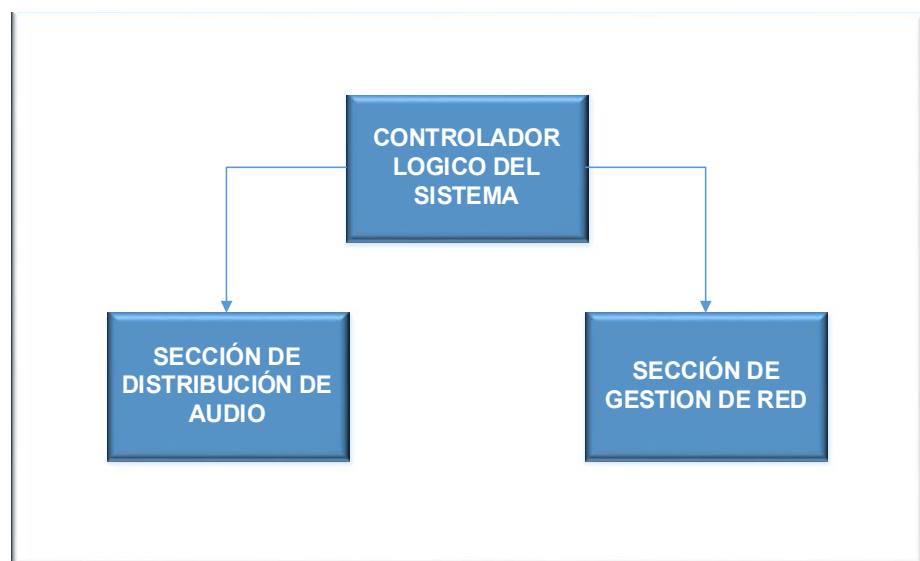 CONTROLADOR
LOGICO DEL
SISTEMA
SECCIÓN DE
DISTRIBUCIÓN DE
AUDIO
SECCIÓN DE
GESTION DE RED